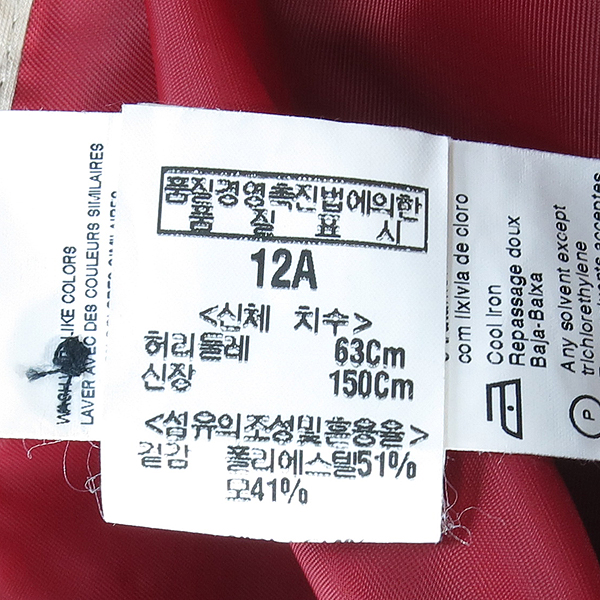 품질경영촉진법에의한
품 질 표 시
12A
<신체 치수>
허리둘레 63Cm
신장 150Cm
<섬유의조성및혼용율>
겉감 폴리에스텔51%
모41%
LIKE COLORS
LAVER AVEC DES COULEURS SIMILAIRES
com lixivia de cloro
Cool Iron
Repassage doux
Baja-Baixa
Any solvent except
trichlorethylene
P